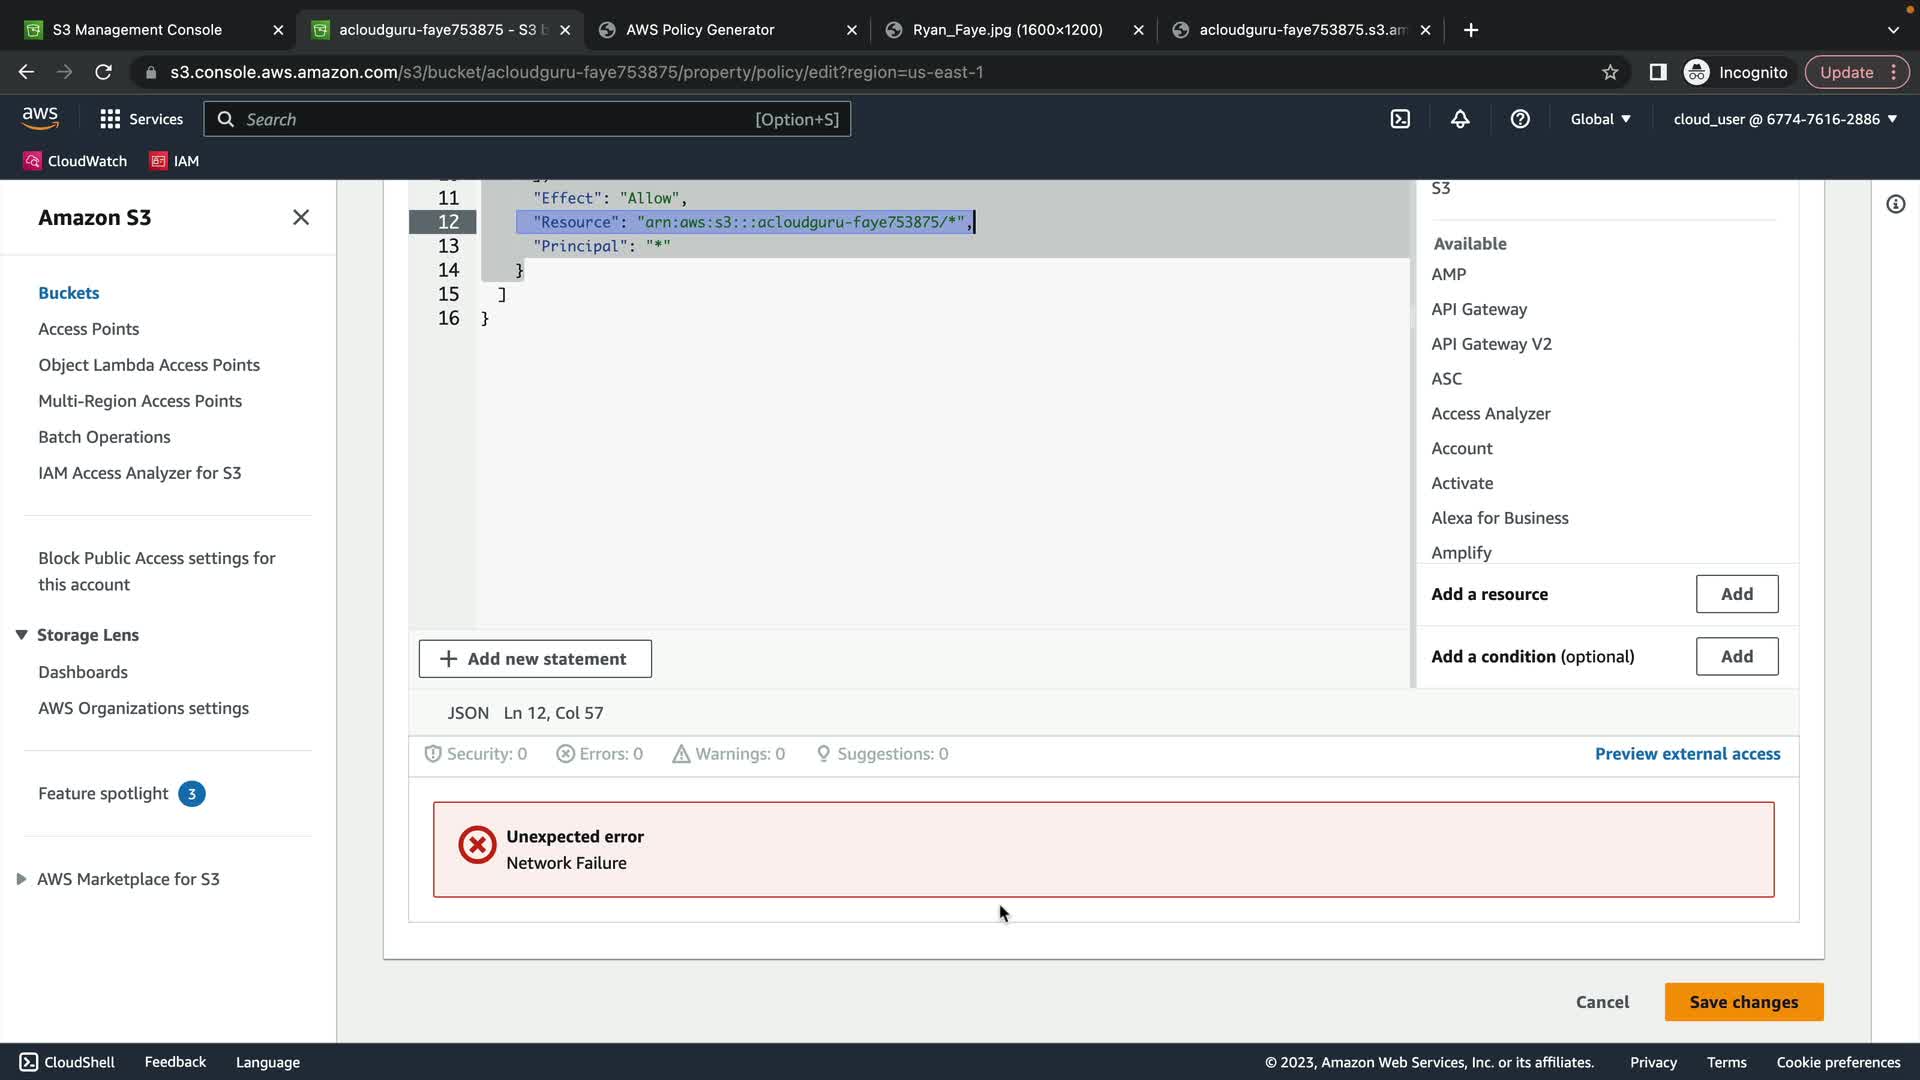 S3 Management Console
acloudguru-faye753875 - S3 b
AWS Policy Generator
Ryan_Faye.jpg (1600×1200)
acloudguru-faye753875.s3.am
s3.console.aws.amazon.com/s3/bucket/acloudguru-faye753875/property/policy/edit?region=us-east-1
Incognito
Update
aws
Services
Search
[Option+S]
Global
cloud_user @ 6774-7616-2886
CloudWatch
IAM
Amazon S3
Buckets
Access Points
Object Lambda Access Points
Multi-Region Access Points
Batch Operations
IAM Access Analyzer for S3
Block Public Access settings for
this account
Storage Lens
Dashboards
AWS Organizations settings
Feature spotlight 3
AWS Marketplace for S3
11 "Effect": "Allow",
12 "Resource": "arn:aws:s3:::acloudguru-faye753875/*",
13 "Principal": "*"
14 }
15 ]
16 }
Add new statement
JSON Ln 12, Col 57
Security: 0
Errors: 0
Warnings: 0
Suggestions: 0
Preview external access
S3
Available
AMP
API Gateway
API Gateway V2
ASC
Access Analyzer
Account
Activate
Alexa for Business
Amplify
Add a resource
Add
Add a condition (optional)
Add
Unexpected error
Network Failure
Cancel
Save changes
CloudShell
Feedback
Language
© 2023, Amazon Web Services, Inc. or its affiliates.
Privacy
Terms
Cookie preferences